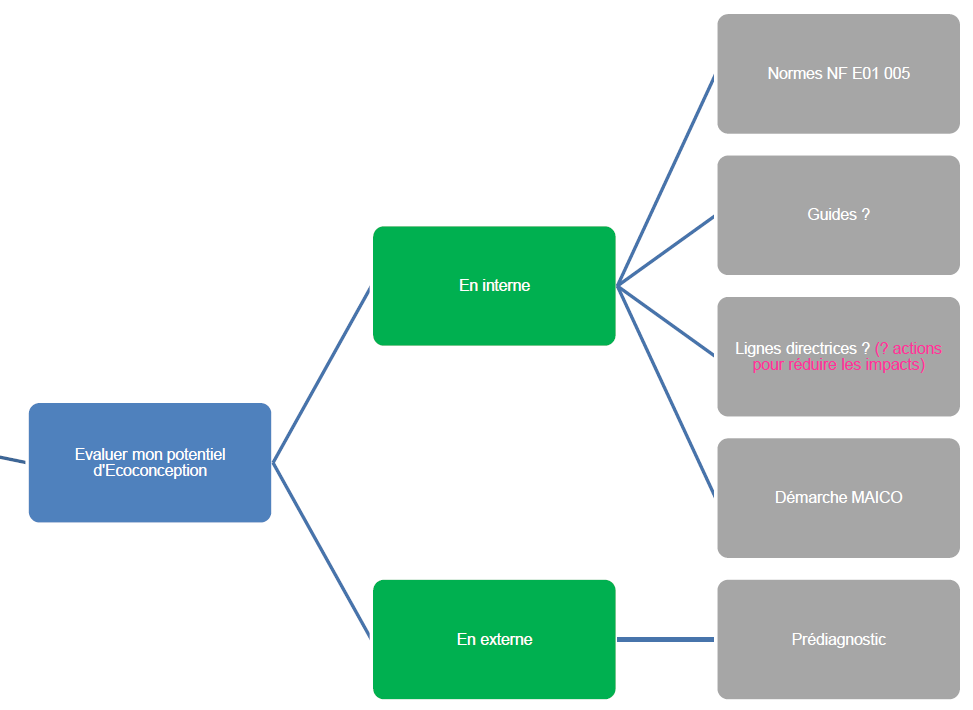 Normes NF E01 005
Guides ?
En interne
Lignes directrices ? (? actions
pour réduire les impacts)
Evaluer mon potentiel
d'Ecoconception
Démarche MAICO
En externe
Prédiagnostic